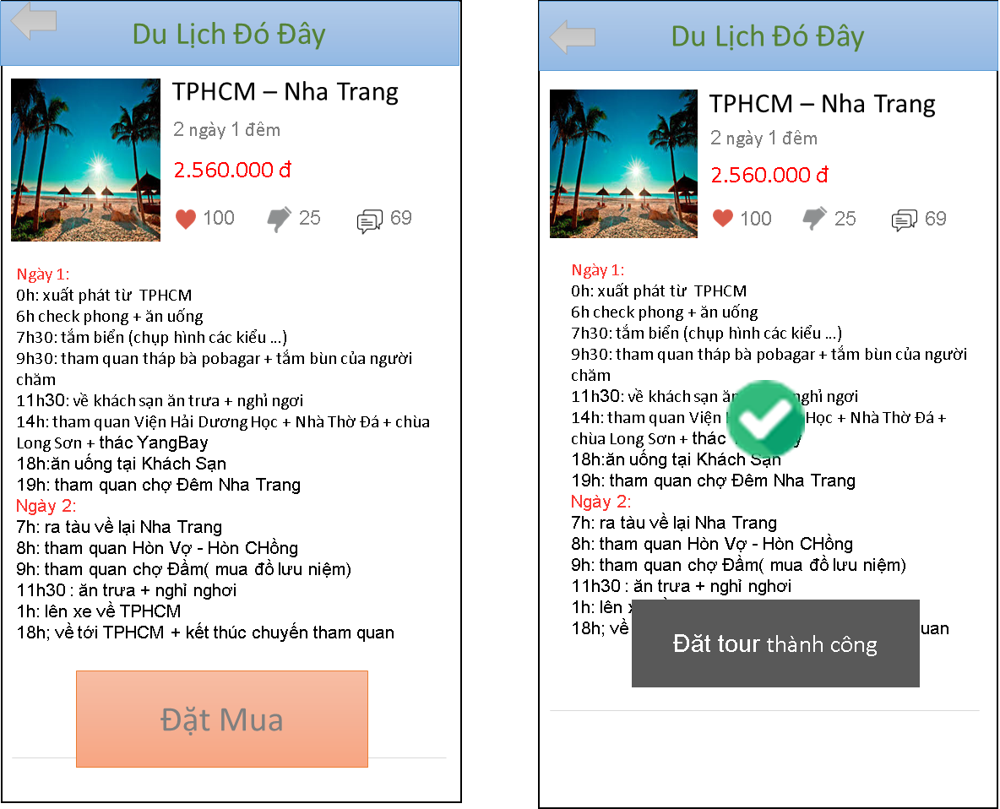 Du Lịch Đó Đây
TPHCM – Nha Trang
2 ngày 1 đêm
2.560.000 đ
100 25 69
Ngày 1:
0h: xuất phát từ TPHCM
6h check phong + ăn uống
7h30: tắm biển (chụp hình các kiểu ...)
9h30: tham quan tháp bà pobagar + tắm bùn của người
chăm
11h30: về khách sạn ăn trưa + nghỉ ngơi
14h: tham quan Viện Hải Dương Học + Nhà Thờ Đá + chùa
Long Sơn + thác YangBay
18h:ăn uống tại Khách Sạn
19h: tham quan chợ Đêm Nha Trang
Ngày 2:
7h: ra tàu về lại Nha Trang
8h: tham quan Hòn Vợ - Hòn CHồng
9h: tham quan chợ Đầm( mua đồ lưu niệm)
11h30 : ăn trưa + nghỉ nghơi
1h: lên xe về TPHCM
18h; về tới TPHCM + kết thúc chuyến tham quan
Đặt Mua
Du Lịch Đó Đây
TPHCM – Nha Trang
2 ngày 1 đêm
2.560.000 đ
100 25 69
Ngày 1:
0h: xuất phát từ TPHCM
6h check phong + ăn uống
7h30: tắm biển (chụp hình các kiểu ...)
9h30: tham quan tháp bà pobagar + tắm bùn của người
chăm
11h30: về khách sạn nghỉ ngơi
14h: tham quan Viện Học + Nhà Thờ Đá +
chùa Long Sơn + thác
18h:ăn uống tại Khách Sạn
19h: tham quan chợ Đêm Nha Trang
Ngày 2:
7h: ra tàu về lại Nha Trang
8h: tham quan Hòn Vợ - Hòn CHồng
9h: tham quan chợ Đầm( mua đồ lưu niệm)
11h30 : ăn trưa + nghỉ nghơi
1h: lên
18h; về
Đăt tour thành công